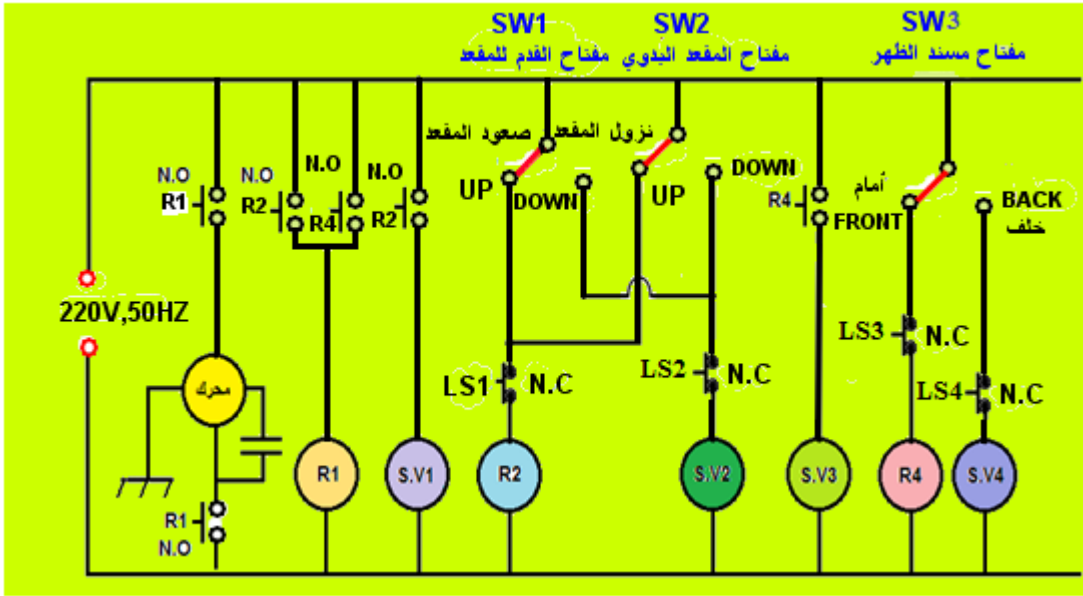 SW1
SW2
SW3
مفتاح القدم للمقعد
مفتاح المقعد اليدوي
مفتاح مسند الظهر
صعود المقعد
نزول المقعد
N.O
R1
N.O
R2
N.O
R4
N.O
R2
UP
DOWN
UP
DOWN
R4
أمام
FRONT
BACK
خلف
220V,50HZ
LS1
N.C
LS2
N.C
LS3
N.C
LS4
N.C
محرك
R1
S.V1
R2
S.V2
S.V3
R4
S.V4
R1
N.O